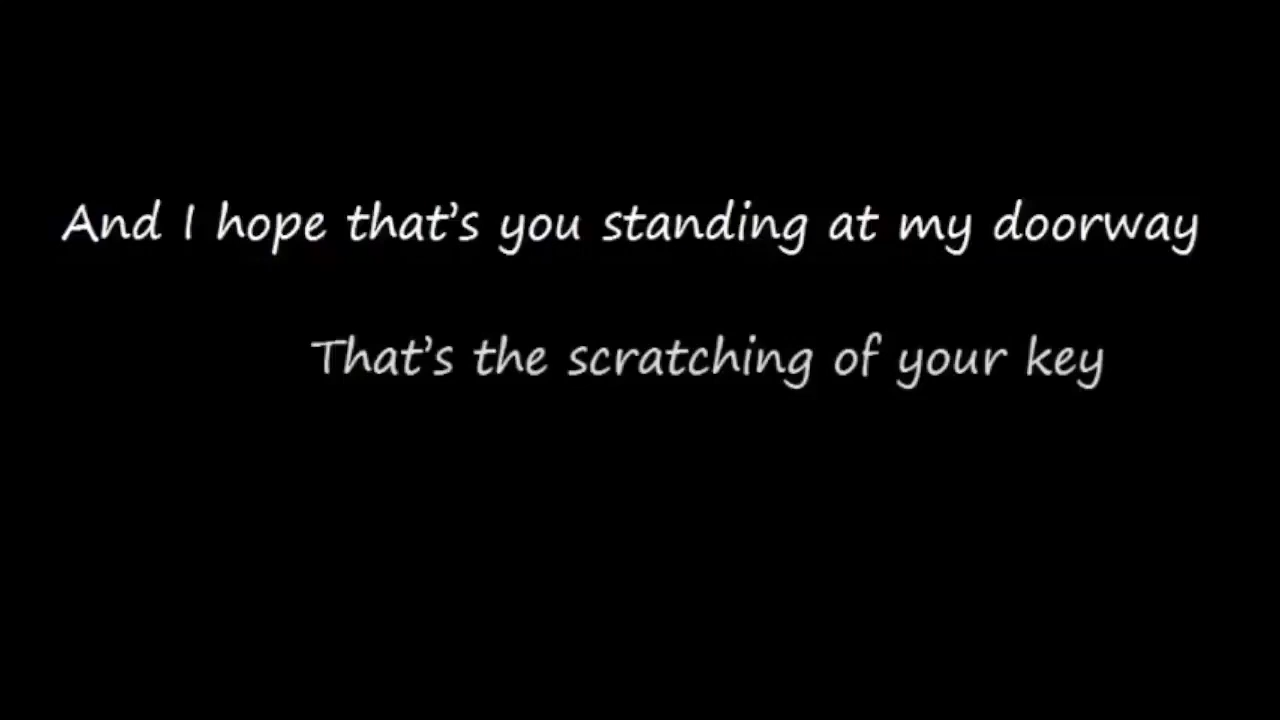 And I hope that's you standing at my doorway
That's the scratching of your key